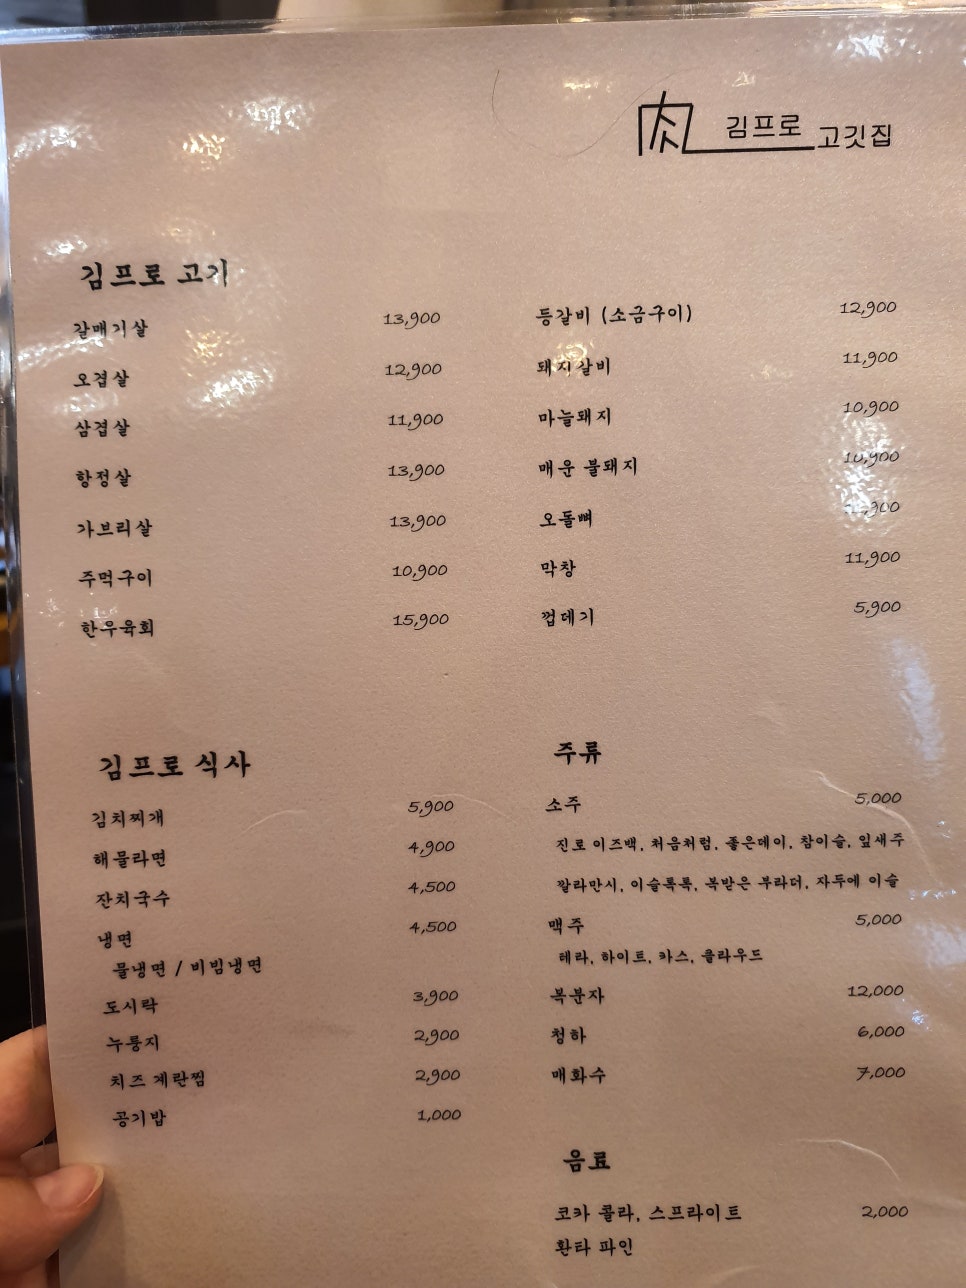 肉 김프로 고깃집
김프로 고기
갈매기살 13,900
오겹살 12,900
삼겹살 11,900
항정살 13,900
가브리살 13,900
주먹구이 10,900
한우육회 15,900
등갈비 (소금구이) 12,900
돼지갈비 11,900
마늘돼지 10,900
매운 불돼지 10,900
오돌뼈
막창 11,900
껍데기 5,900
김프로 식사
김치찌개 5,900
해물라면 4,900
잔치국수 4,500
냉면 4,500
물냉면 / 비빔냉면
도시락 3,900
누룽지 2,900
치즈 계란찜 2,900
공기밥 1,000
주류
소주 5,000
진로 이즈백, 처음처럼, 좋은데이, 참이슬, 잎새주
깔라만시, 이슬톡톡, 복받은 부라더, 자두에 이슬
맥주 5,000
테라, 하이트, 카스, 클라우드
복분자 12,000
청하 6,000
매화수 7,000
음료
코카 콜라, 스프라이트 2,000
환타 파인